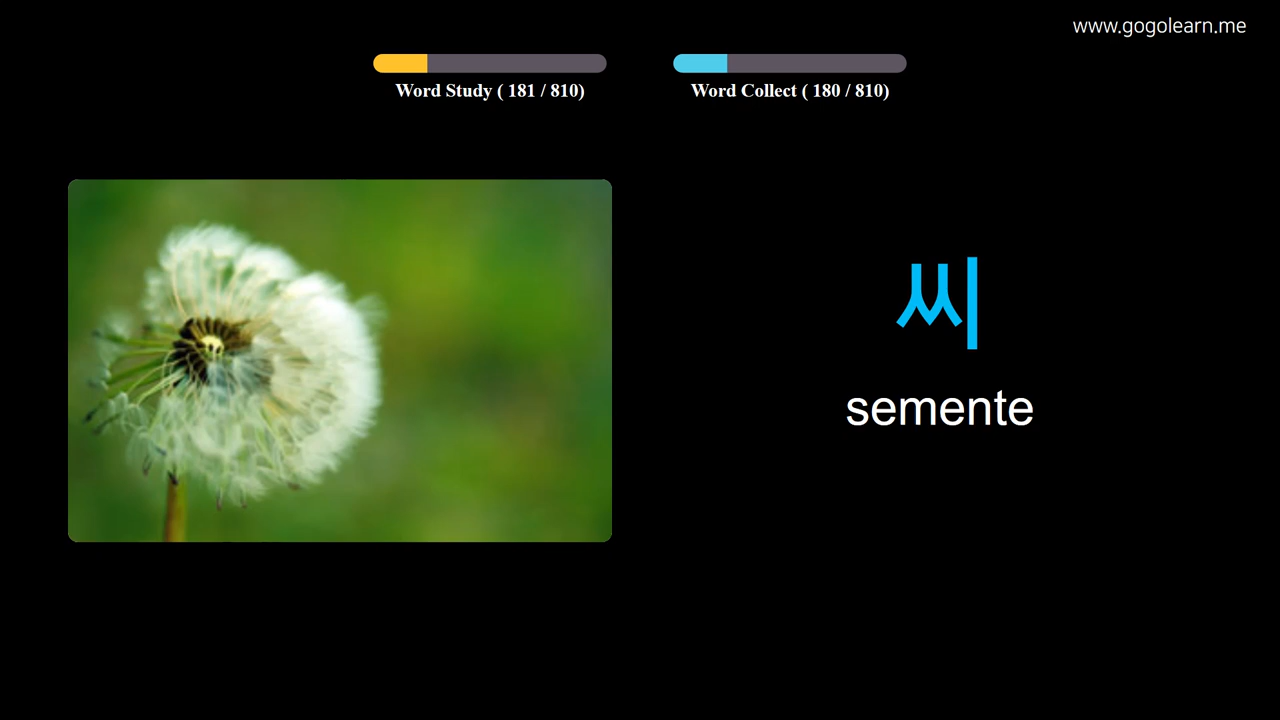 www.gogolearn.me
Word Study ( 181 / 810)
Word Collect ( 180 / 810)
씨
semente